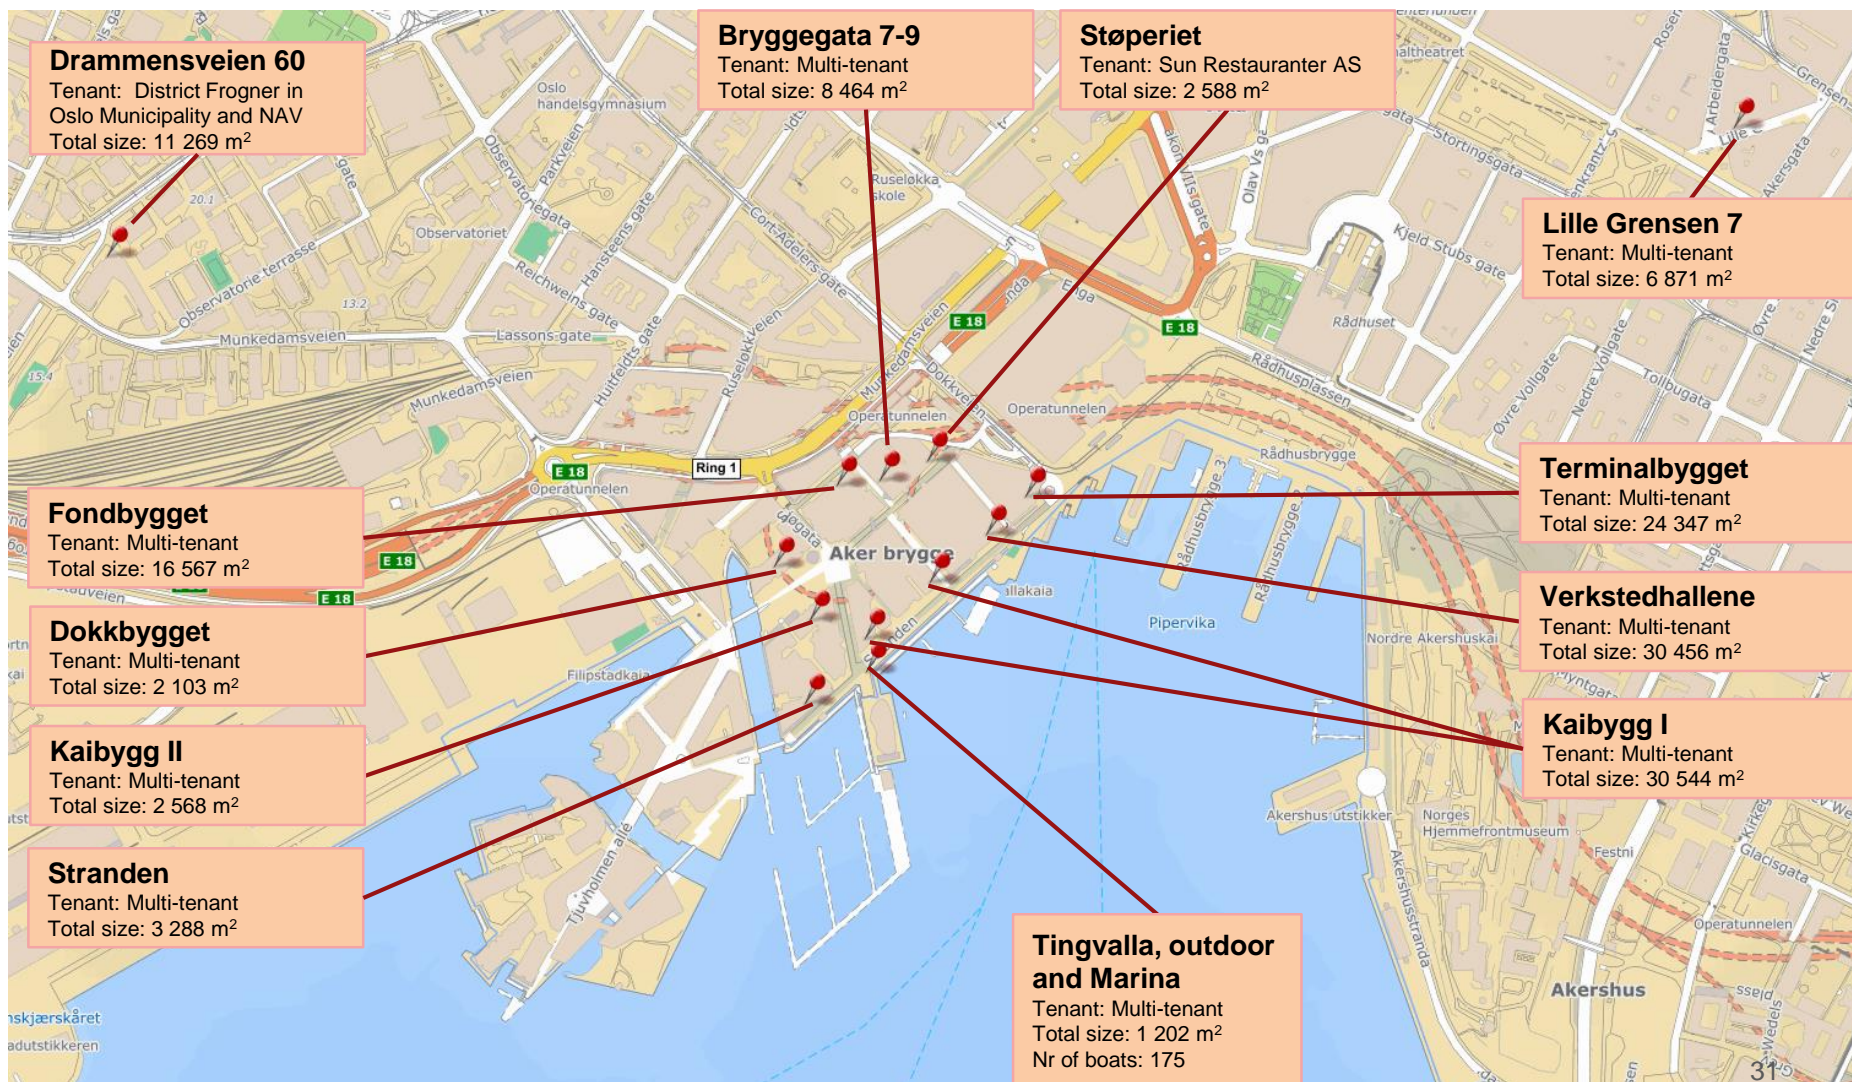 Drammensveien 60
Tenant: District Frogner in
Oslo Municipality and NAV
Total size: 11 269 m²
Bryggegata 7-9
Tenant: Multi-tenant
Total size: 8 464 m²
Støperiet
Tenant: Sun Restauranter AS
Total size: 2 588 m²
Lille Grensen 7
Tenant: Multi-tenant
Total size: 6 871 m²
Fondbygget
Tenant: Multi-tenant
Total size: 16 567 m²
Terminalbygget
Tenant: Multi-tenant
Total size: 24 347 m²
Dokkbygget
Tenant: Multi-tenant
Total size: 2 103 m²
Verkstedhallene
Tenant: Multi-tenant
Total size: 30 456 m²
Kaibygg II
Tenant: Multi-tenant
Total size: 2 568 m²
Kaibygg I
Tenant: Multi-tenant
Total size: 30 544 m²
Stranden
Tenant: Multi-tenant
Total size: 3 288 m²
Tingvalla, outdoor
and Marina
Tenant: Multi-tenant
Total size: 1 202 m²
Nr of boats: 175
Oslo
handelsgymnasium
Parkveien
Observatoriegata
Observatoriet
Observatorie terrasse
20.1
13.2
15.4
Reichweins gate
Hansteens gate
Cort Adelers gate
Ruseløkka
skole
Munkedamsveien
Lassons gate
Huitfeldts gate
Ruseløkkveien
Munkedamsveien
Munkedamsveien
Dokkveien
Operatunnelen
Operatunnelen
Operatunnelen
E 18
E 18
E 18
E 18
E 18
Ring 1
Olav Vs ga
Stortingsgata
Arbeidergata
Akersgata
Kjeld Stubs gate
Rådhuset
Rådhusplassen
Øvre Vollgate
Nedre Vollgate
Tollbugata
Rådhusbrygge
Rådhusbrygge 3
Rådhusbrygge 2
Aker brygge
Pipervika
Nordre Akershuskai
Filipstadkaia
Tjuvholmen allé
Akershus utstikker
Norges
Hjemmefrontmuseum
Akershusstranda
Festni
Glacisgata
Operatunnelen
Akershus
31